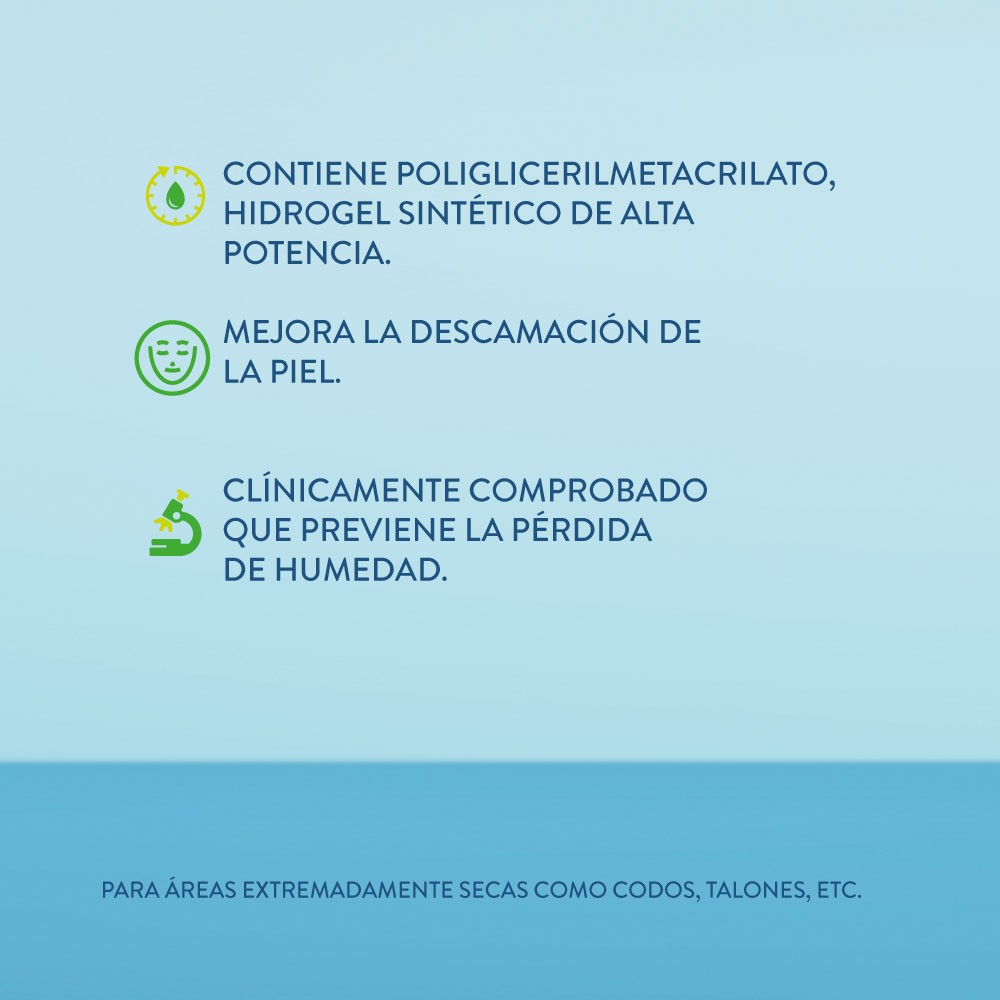 CONTIENE POLIGLICERILMETACRILATO,
HIDROGEL SINTÉTICO DE ALTA
POTENCIA.
MEJORA LA DESCAMACIÓN DE
LA PIEL.
CLÍNICAMENTE COMPROBADO
QUE PREVIENE LA PÉRDIDA
DE HUMEDAD.
PARA ÁREAS EXTREMADAMENTE SECAS COMO CODOS, TALONES, ETC.